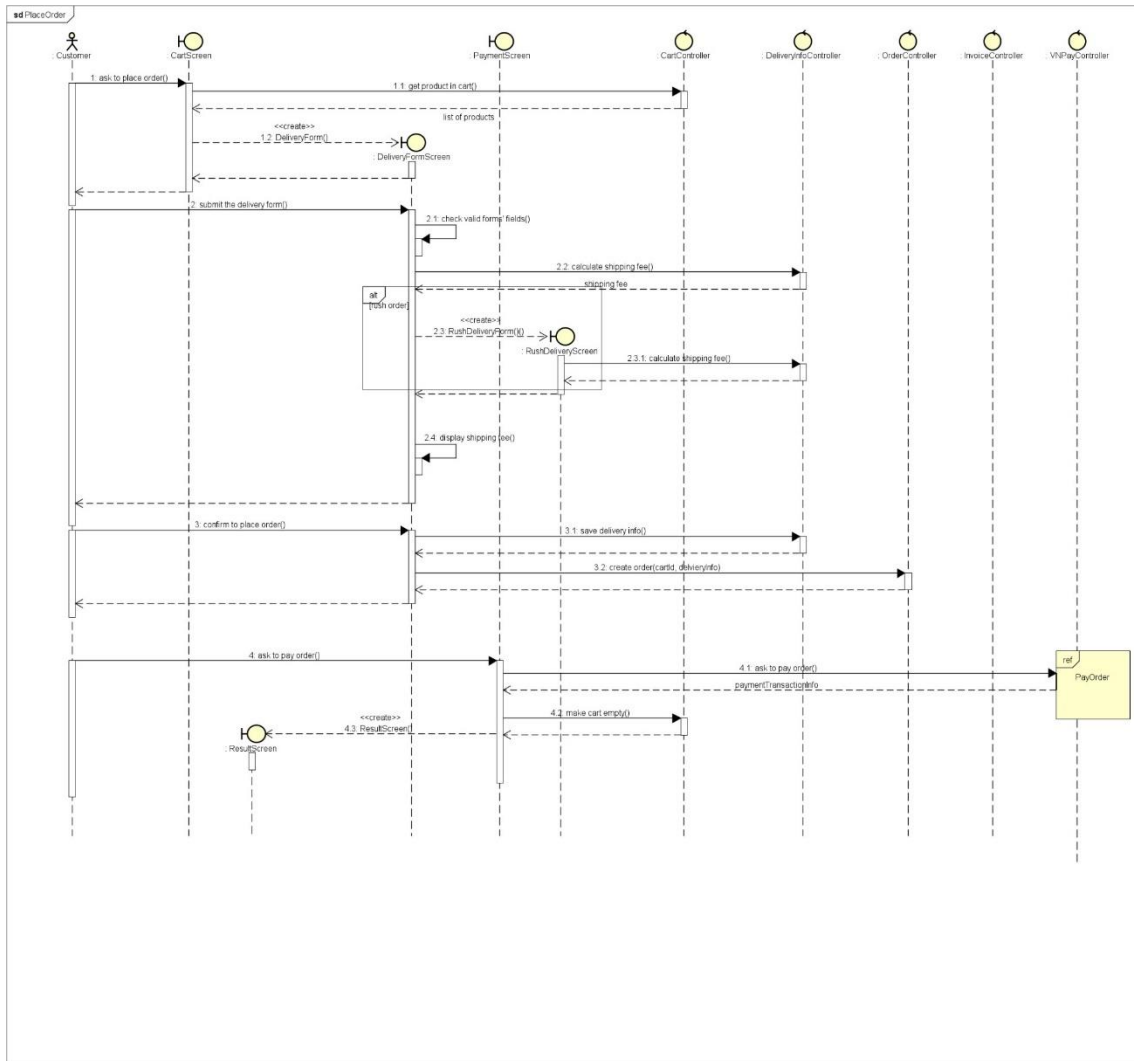 sd PlaceOrder
: Customer
: CartScreen
: PaymentScreen
: CartController
: DeliveryInfoController
: OrderController
: InvoiceController
: VNPayController
1: ask to place order()
1.1: get product in cart()
list of products
<<create>>
1.2: DeliveryForm()
: DeliveryFormScreen
2: submit the delivery form()
2.1: check valid forms' fields()
2.2: calculate shipping fee()
shipping fee
alt
[rush order]
<<create>>
2.3: RushDeliveryForm()()
: RushDeliveryScreen
2.3.1: calculate shipping fee()
2.4: display shipping fee()
3: confirm to place order()
3.1: save delivery info()
3.2: create order(cartId, delvieryInfo)
4: ask to pay order()
4.1: ask to pay order()
ref
PayOrder
paymentTransactionInfo
4.2: make cart empty()
<<create>>
4.3: ResultScreen()
: ResultScreen